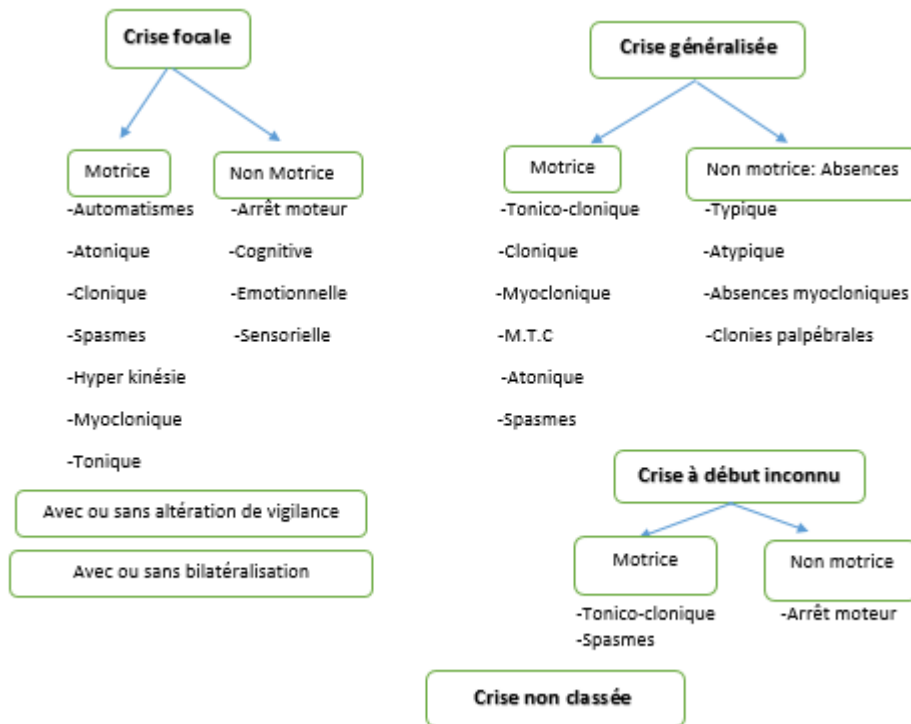 Crise focale
Motrice
-Automatismes
-Atonique
-Clonique
-Spasmes
-Hyper kinésie
-Myoclonique
-Tonique
Non Motrice
-Arrêt moteur
-Cognitive
-Emotionnelle
-Sensorielle
Avec ou sans altération de vigilance
Avec ou sans bilatéralisation
Crise généralisée
Motrice
-Tonico-clonique
-Clonique
-Myoclonique
-M.T.C
-Atonique
-Spasmes
Non motrice: Absences
-Typique
-Atypique
-Absences myocloniques
-Clonies palpébrales
Crise à début inconnu
Motrice
-Tonico-clonique
-Spasmes
Non motrice
-Arrêt moteur
Crise non classée